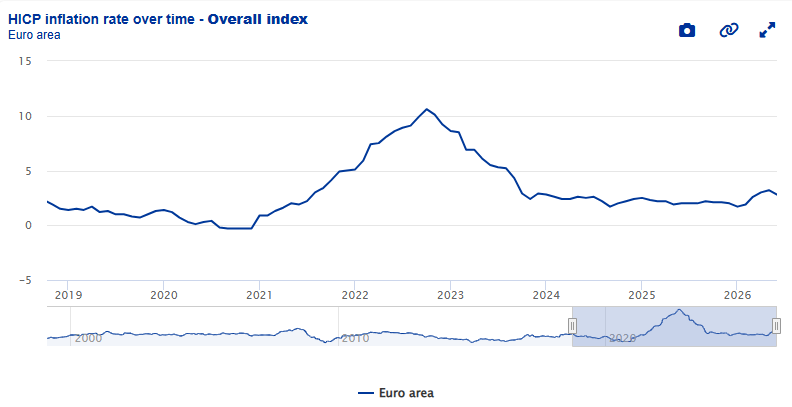 HICP inflation rate over time - Overall index
Euro area
15
10
5
0
−5
2019 2020 2021 2022 2023 2024 2025 2026
2000 2010 2020
Euro area